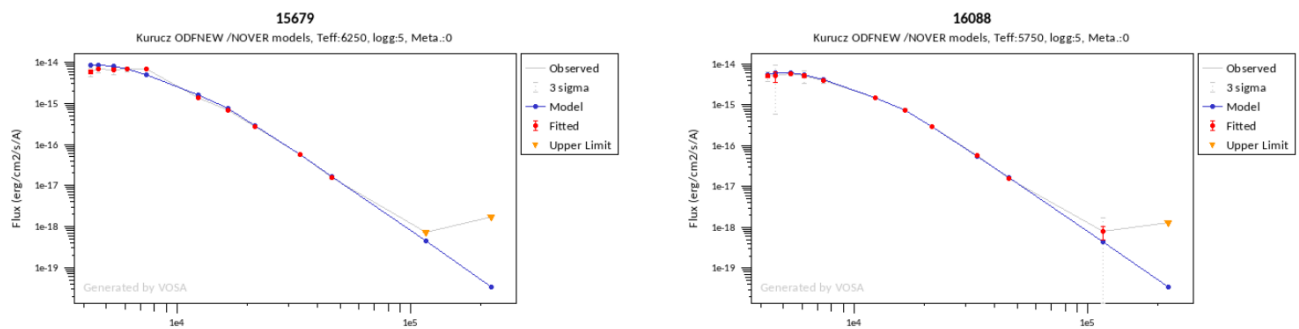 15679
Kurucz ODFNEW /NOVER models, Teff:6250, logg:5, Meta.:0
Flux (erg/cm2/s/A)
1e-14
1e-15
1e-16
1e-17
1e-18
1e-19
1e4
1e5
Generated by VOSA
Observed
3 sigma
Model
Fitted
Upper Limit
16088
Kurucz ODFNEW /NOVER models, Teff:5750, logg:5, Meta.:0
Flux (erg/cm2/s/A)
1e-14
1e-15
1e-16
1e-17
1e-18
1e-19
1e4
1e5
Generated by VOSA
Observed
3 sigma
Model
Fitted
Upper Limit